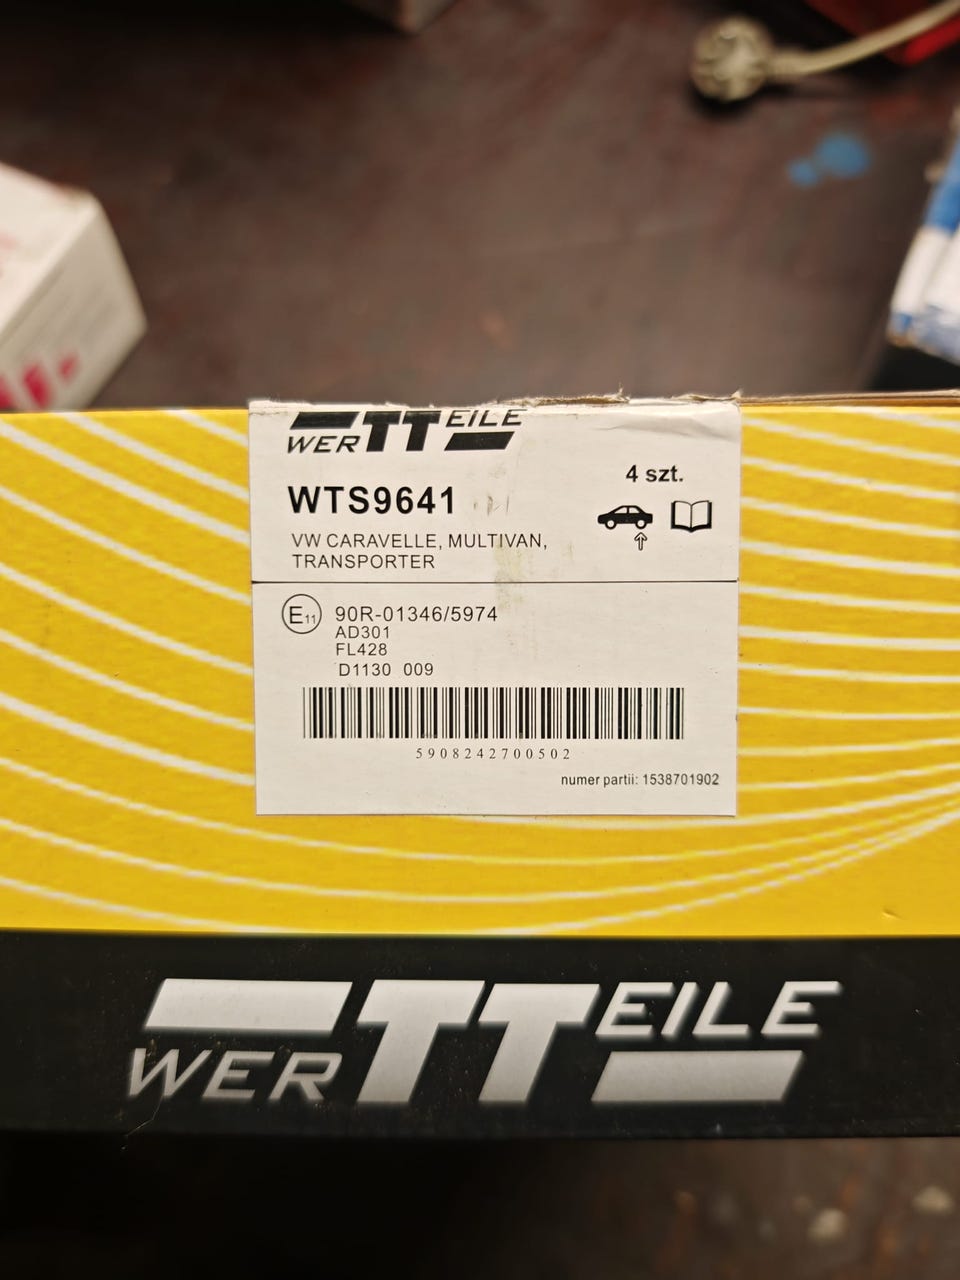 WERTTEILE
4 szt.
WTS9641
VW CARAVELLE, MULTIVAN,
TRANSPORTER
E11 90R-01346/5974
AD301
FL428
D1130 009
5908242700502
numer partii: 1538701902
WERTTEILE